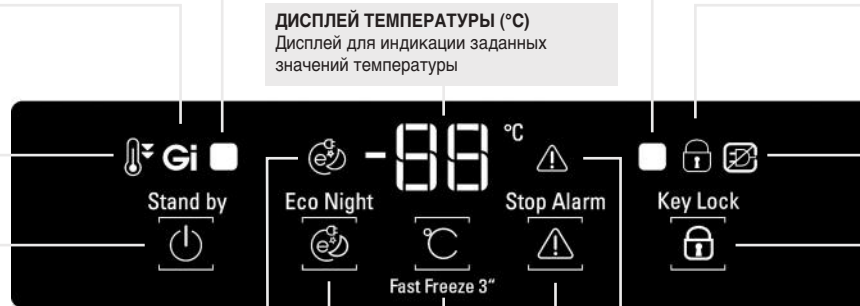 ДИСПЛЕЙ ТЕМПЕРАТУРЫ (°C)
Дисплей для индикации заданных
значений температуры
Gi
e
-88 °C
Stand by
Eco Night
Stop Alarm
Key Lock
e
°C
Fast Freeze 3“